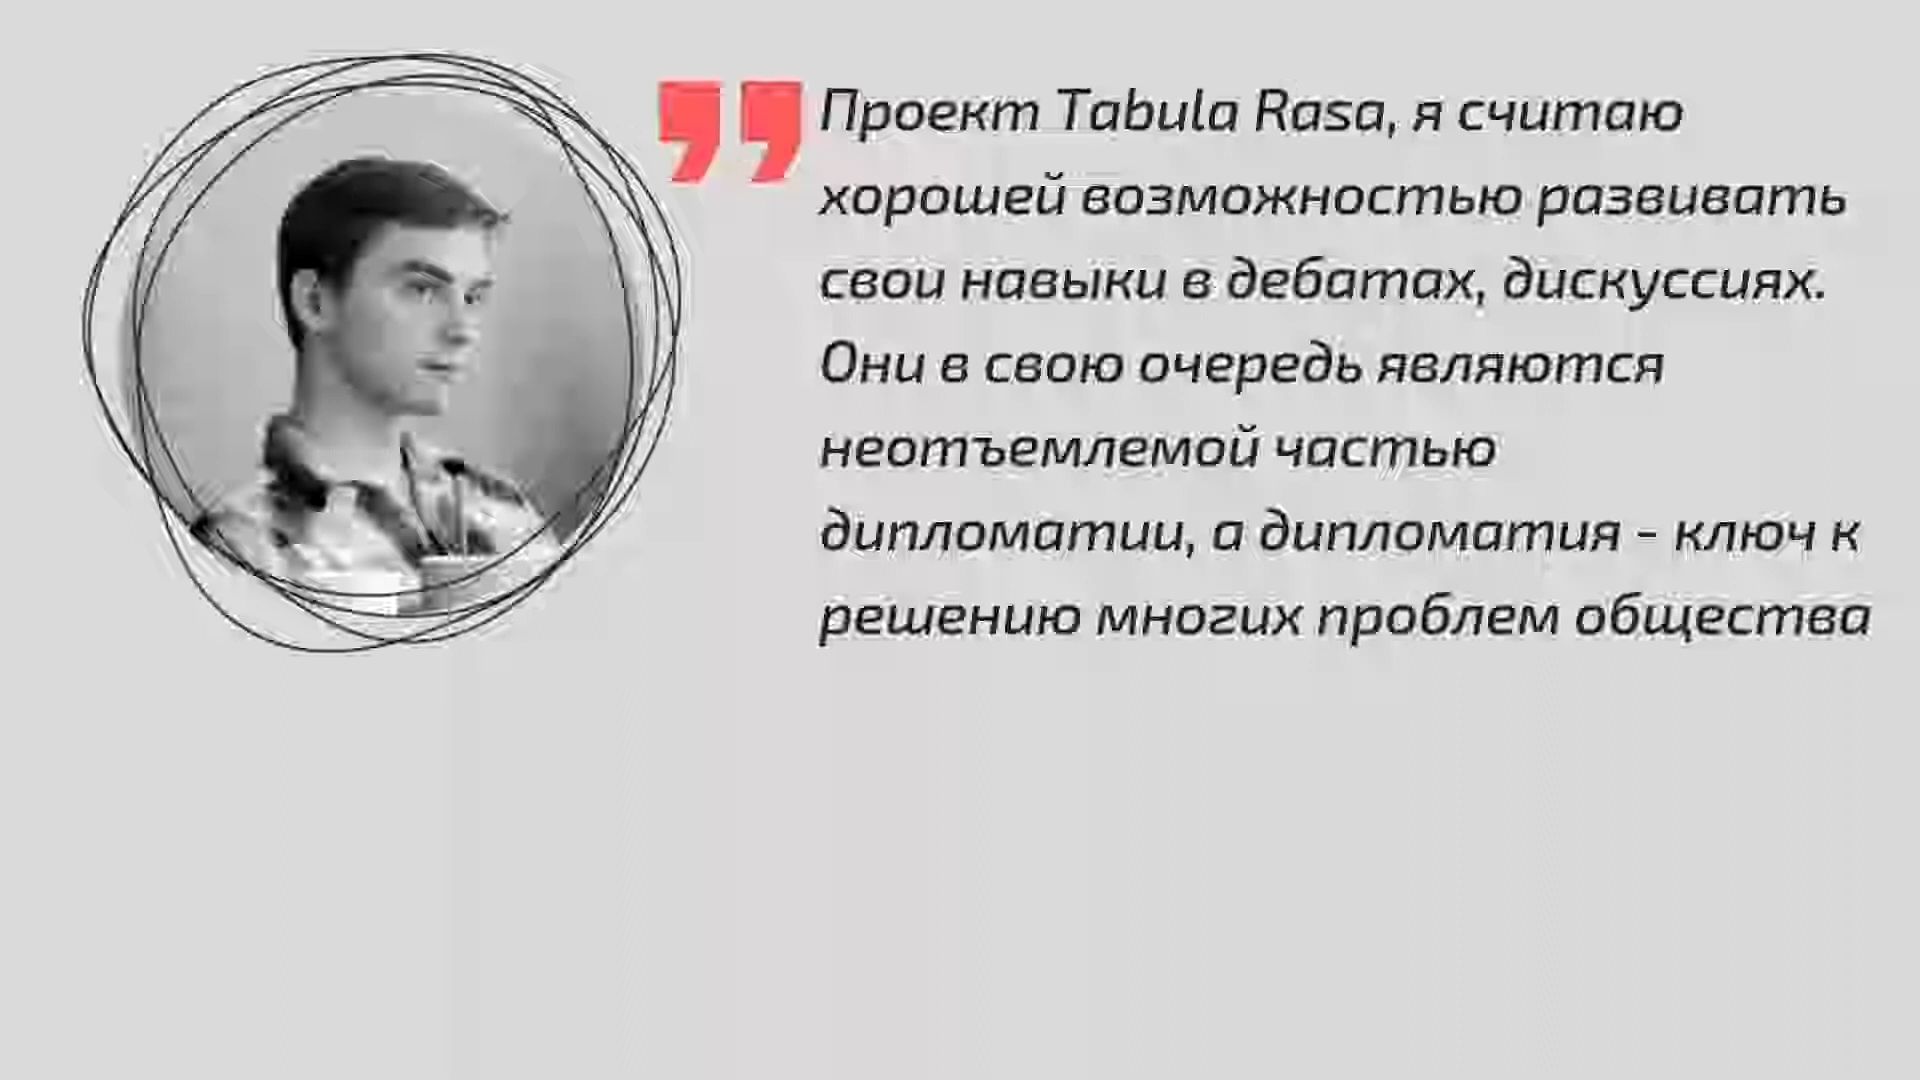 Проект Tabula Rasa, я считаю
хорошей возможностью развивать
свои навыки в дебатах, дискуссиях.
Они в свою очередь являются
неотъемлемой частью
дипломатии, а дипломатия - ключ к
решению многих проблем общества